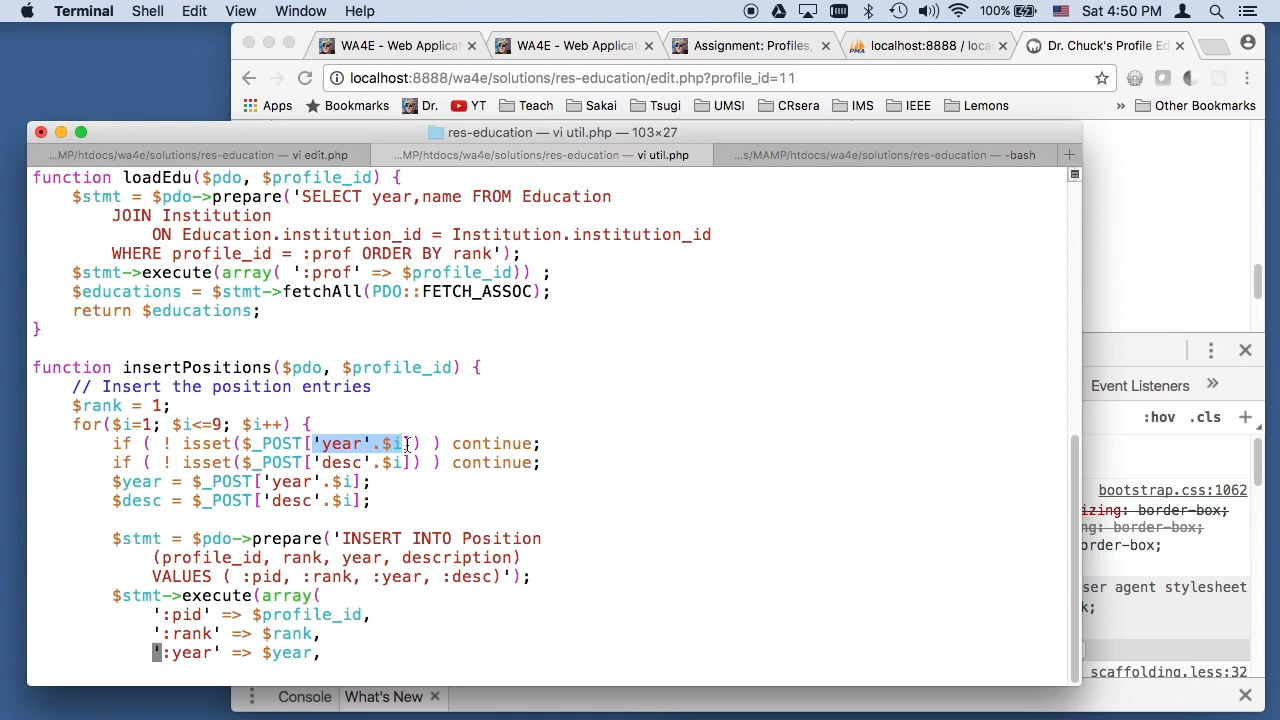 Terminal Shell Edit View Window Help 100% Sat 4:50 PM
WA4E - Web Applicat × WA4E - Web Applicat × Assignment: Profiles, × localhost:8888 / loca × Dr. Chuck's Profile Ed ×
localhost:8888/wa4e/solutions/res-education/edit.php?profile_id=11
Apps Bookmarks Dr. YT Teach Sakai Tsugi UMSI CRsera IMS IEEE Lemons » Other Bookmarks
res-education — vi util.php — 103×27
...MP/htdocs/wa4e/solutions/res-education — vi edit.php ...MP/htdocs/wa4e/solutions/res-education — vi util.php ...s/MAMP/htdocs/wa4e/solutions/res-education — -bash +
function loadEdu($pdo, $profile_id) {
    $stmt = $pdo->prepare('SELECT year,name FROM Education
        JOIN Institution
            ON Education.institution_id = Institution.institution_id
        WHERE profile_id = :prof ORDER BY rank');
    $stmt->execute(array( ':prof' => $profile_id)) ;
    $educations = $stmt->fetchAll(PDO::FETCH_ASSOC);
    return $educations;
}
function insertPositions($pdo, $profile_id) {
    // Insert the position entries
    $rank = 1;
    for($i=1; $i<=9; $i++) {
        if ( ! isset($_POST['year'.$i]) ) continue;
        if ( ! isset($_POST['desc'.$i]) ) continue;
        $year = $_POST['year'.$i];
        $desc = $_POST['desc'.$i];
        $stmt = $pdo->prepare('INSERT INTO Position
            (profile_id, rank, year, description)
            VALUES ( :pid, :rank, :year, :desc)');
        $stmt->execute(array(
            ':pid' => $profile_id,
            ':rank' => $rank,
            ':year' => $year,
Event Listeners »
:hov .cls +
bootstrap.css:1062
izing: border-box;
ng: border-box;
order-box;
ser agent stylesheet
k;
scaffolding.less:32
Console What's New ×